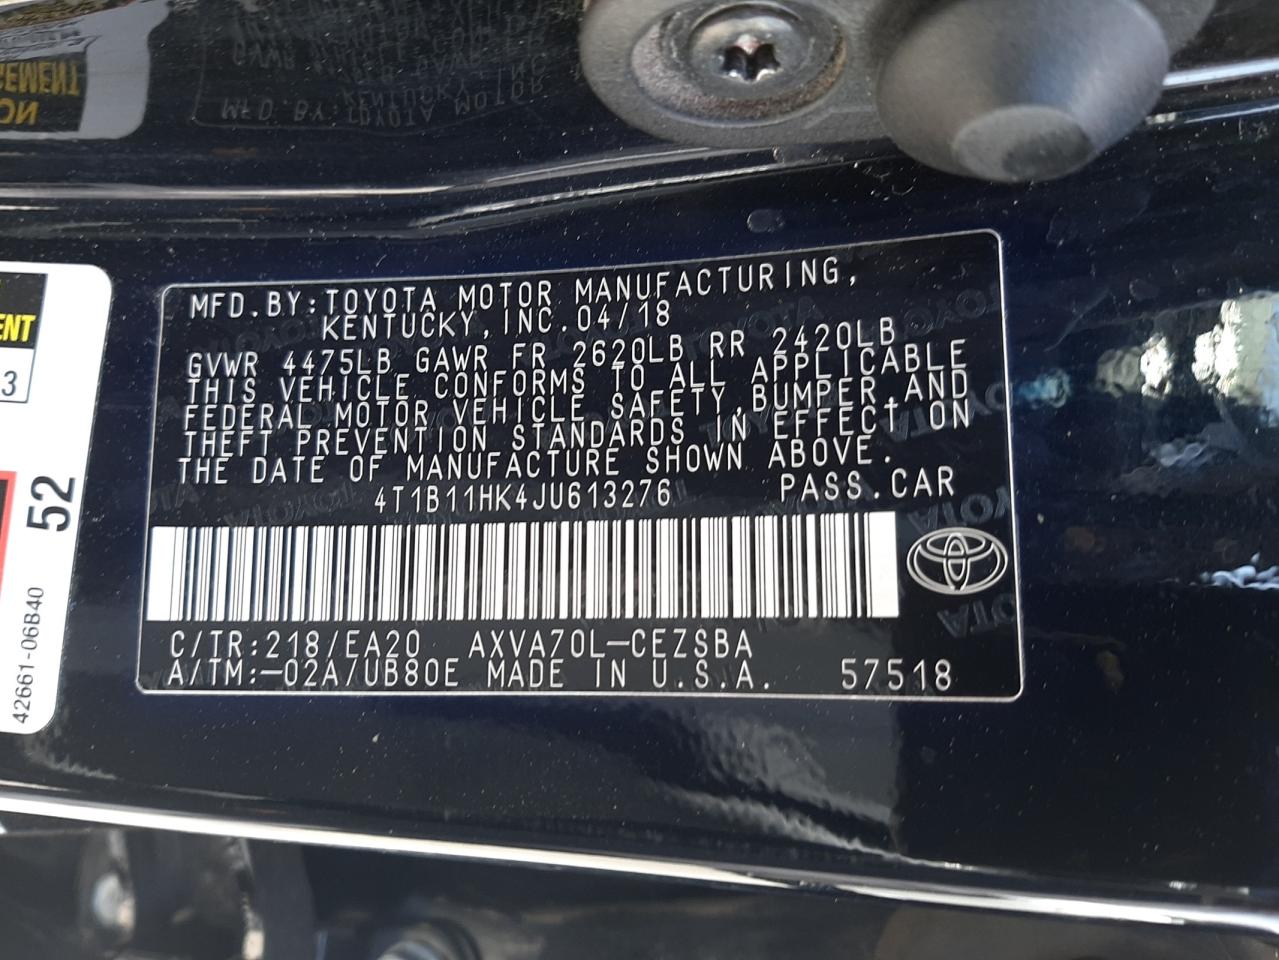 MFD.BY:TOYOTA MOTOR MANUFACTURING,
KENTUCKY,INC.04/18
GVWR 4475LB GAWR FR 2620LB RR 2420LB
THIS VEHICLE CONFORMS TO ALL APPLICABLE
FEDERAL MOTOR VEHICLE SAFETY,BUMPER,AND
THEFT PREVENTION STANDARDS IN EFFECT ON
THE DATE OF MANUFACTURE SHOWN ABOVE.
4T1B11HK4JU613276 PASS.CAR
C/TR:218/EA20 AXVA70L-CEZSBA
A/TM:-02A/UB80E MADE IN U.S.A. 57518
ENT
3
52
42661-06B40